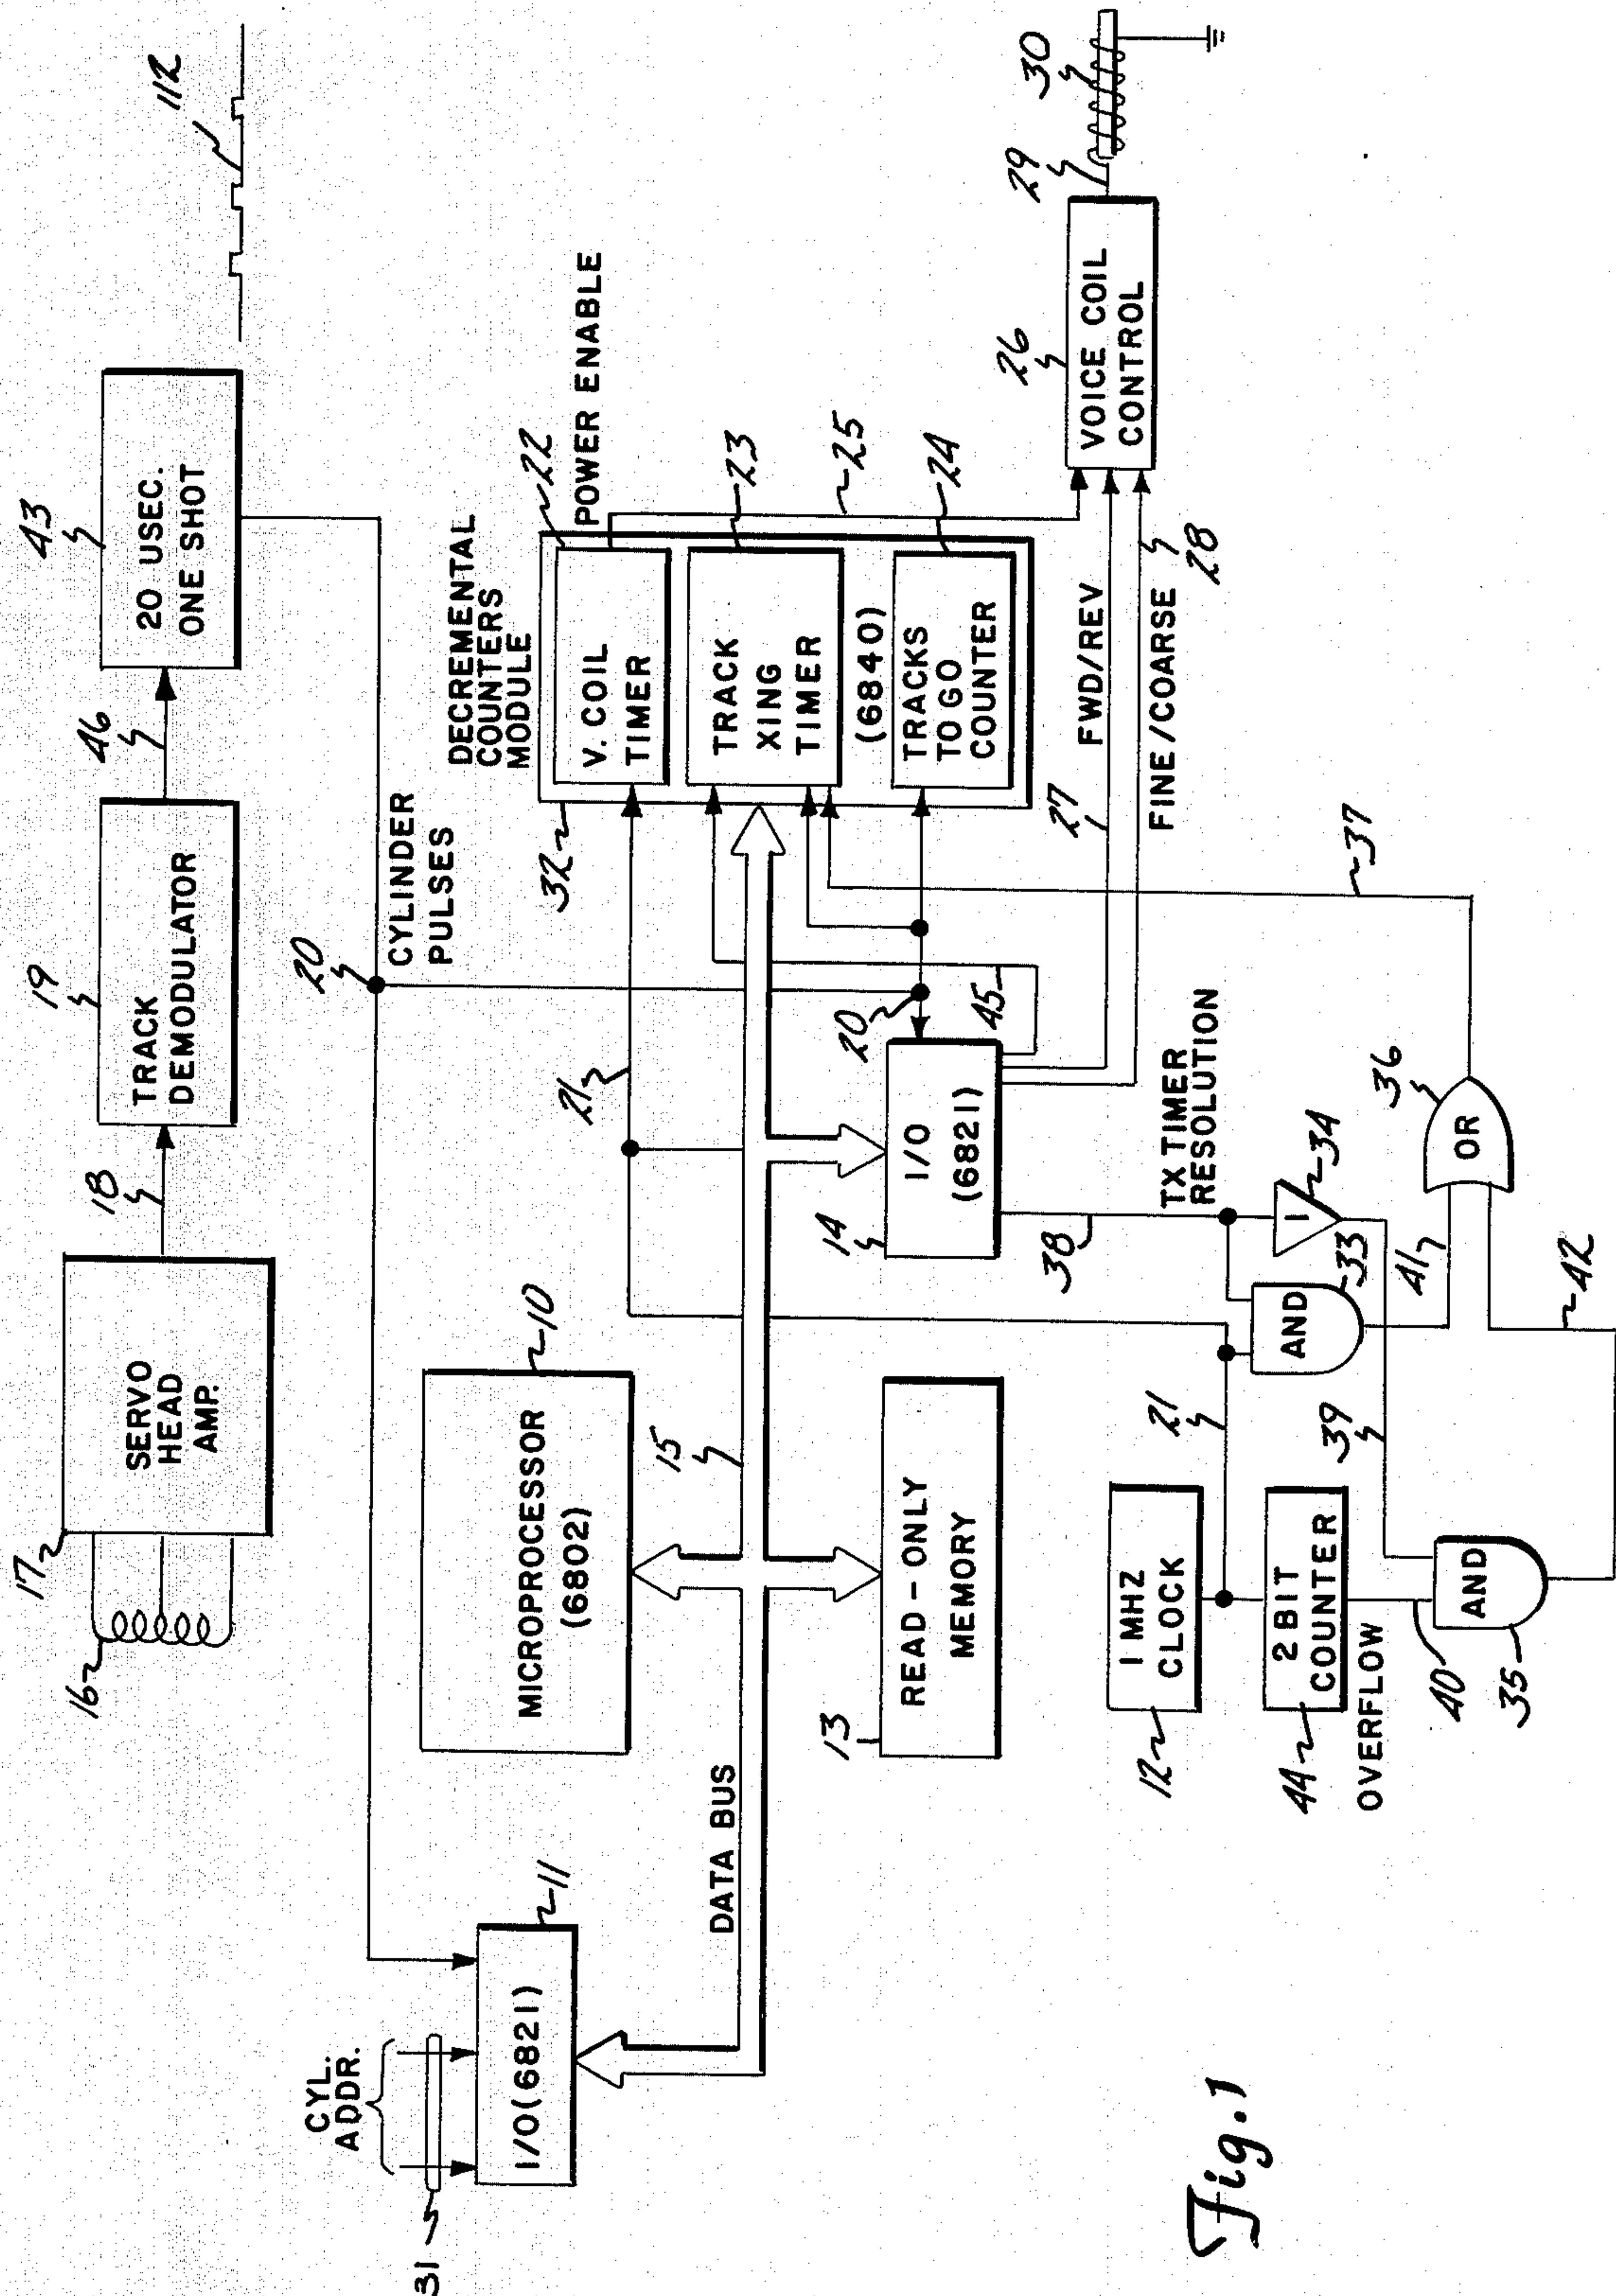 17
16
SERVO
HEAD
AMP.
18
19
TRACK
DEMODULATOR
46
43
20 USEC.
ONE SHOT
112
20
CYLINDER
PULSES
31
CYL.
ADDR.
I/O(6821)
11
MICROPROCESSOR
(6802)
10
21
DECREMENTAL
COUNTERS
MODULE
32
22
POWER ENABLE
V. COIL
TIMER
TRACK
XING
TIMER
23
(6840)
25
TRACKS
TO GO
COUNTER
24
DATA BUS
15
13
READ-ONLY
MEMORY
14
I/O
(6821)
20
45
27
FWD/REV
FINE/COARSE
28
26
VOICE COIL
CONTROL
29
30
12
1 MHZ
CLOCK
21
38
TX TIMER
RESOLUTION
AND
33
1
34
37
44
2 BIT
COUNTER
OVERFLOW
39
41
36
OR
40
35
AND
42
Fig.1